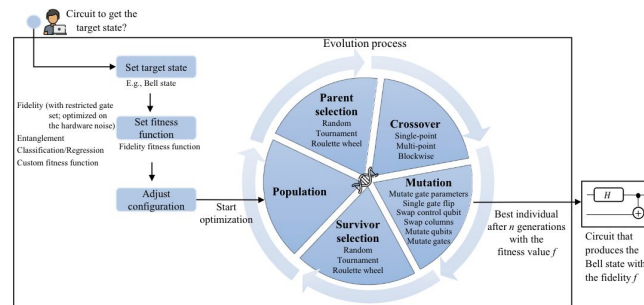 Circuit to get the
target state?
Set target state
E.g., Bell state
Fidelity (with restricted gate
set; optimized on
the hardware noise)
Entanglement
Classification/Regression
Custom fitness function
Set fitness
function
Fidelity fitness function
Adjust
configuration
Start
optimization
Evolution process
Parent
selection
Random
Tournament
Roulette wheel
Crossover
Single-point
Multi-point
Blockwise
Mutation
Mutate gate parameters
Single gate flip
Swap control qubit
Swap columns
Mutate qubits
Mutate gates
Survivor
selection
Random
Tournament
Roulette wheel
Population
Best individual
after n generations
with the
fitness value f
H
Circuit that
produces the
Bell state with
the fidelity f